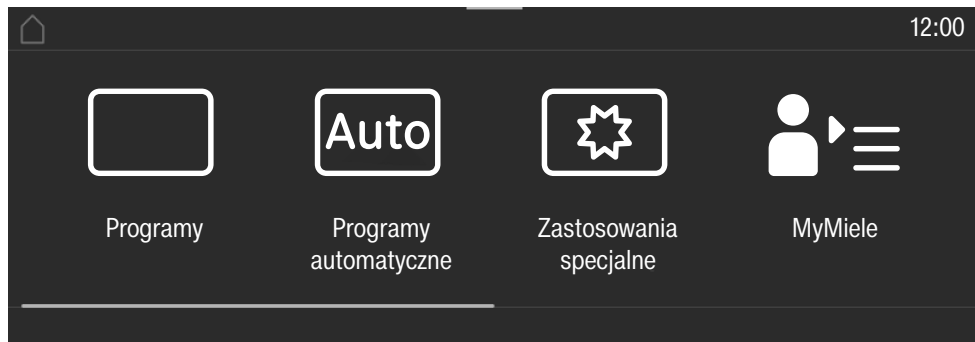 12:00
Auto
Programy
Programy
automatyczne
Zastosowania
specjalne
MyMiele